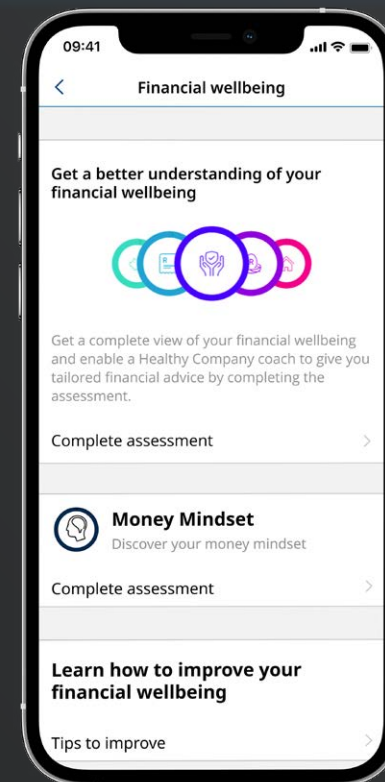 09:41
Financial wellbeing
Get a better understanding of your
financial wellbeing
Get a complete view of your financial wellbeing
and enable a Healthy Company coach to give you
tailored financial advice by completing the
assessment.
Complete assessment
Money Mindset
Discover your money mindset
Complete assessment
Learn how to improve your
financial wellbeing
Tips to improve